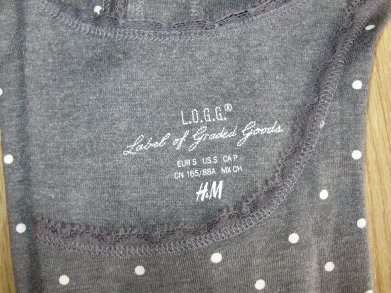 L.O.G.G.®
Label of Graded Goods
EUR S US S CA P
CN 165/88A MX CH
H&M